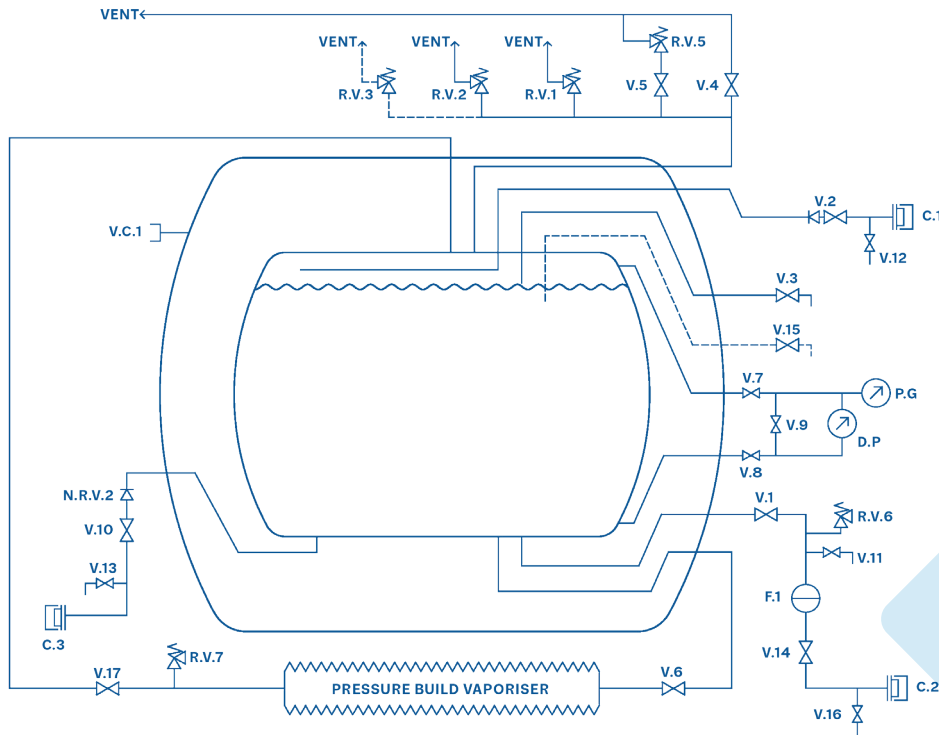 VENT
R.V.5
VENT
VENT
VENT
R.V.3
R.V.2
R.V.1
V.5
V.4
V.2
C.1
V.C.1
V.12
V.3
V.15
V.7
P.G
V.9
D.P
V.8
N.R.V.2
V.1
V.10
R.V.6
V.11
V.13
F.1
C.3
V.14
R.V.7
V.17
PRESSURE BUILD VAPORISER
V.6
C.2
V.16